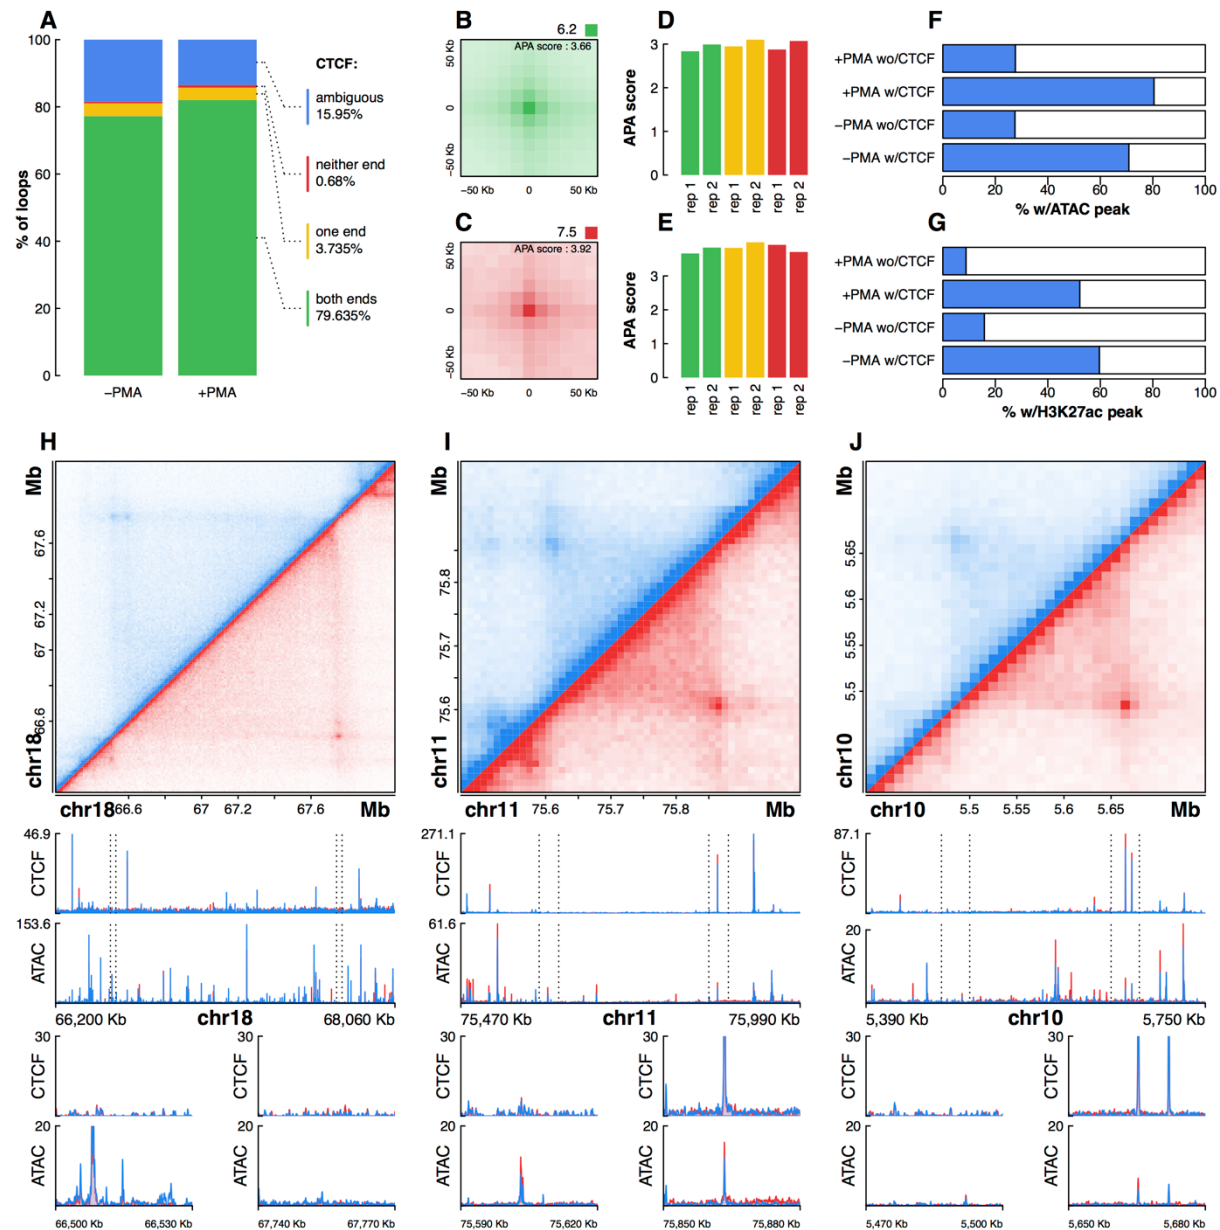 A
100
80
60
40
20
0
% of loops
−PMA
+PMA
CTCF:
ambiguous
15.95%
neither end
0.68%
one end
3.735%
both ends
79.635%
B
6.2
APA score : 3.66
50 Kb
0
−50 Kb
−50 Kb
0
50 Kb
C
7.5
APA score : 3.92
50 Kb
0
−50 Kb
−50 Kb
0
50 Kb
D
APA score
3
2
1
0
rep 1
rep 2
rep 1
rep 2
rep 1
rep 2
E
APA score
3
2
1
0
rep 1
rep 2
rep 1
rep 2
rep 1
rep 2
F
+PMA wo/CTCF
+PMA w/CTCF
−PMA wo/CTCF
−PMA w/CTCF
0
20
40
60
80
100
% w/ATAC peak
G
+PMA wo/CTCF
+PMA w/CTCF
−PMA wo/CTCF
−PMA w/CTCF
0
20
40
60
80
100
% w/H3K27ac peak
H
Mb
67.6
67.2
67
66.6
chr18
chr18
66.6
67
67.2
67.6
Mb
46.9
CTCF
153.6
ATAC
66,200 Kb
chr18
68,060 Kb
30
CTCF
20
ATAC
66,500 Kb
66,530 Kb
30
CTCF
20
ATAC
67,740 Kb
67,770 Kb
I
Mb
75.8
75.7
75.6
chr11
chr11
75.6
75.7
75.8
Mb
271.1
CTCF
61.6
ATAC
75,470 Kb
chr11
75,990 Kb
30
CTCF
20
ATAC
75,590 Kb
75,620 Kb
30
CTCF
20
ATAC
75,850 Kb
75,880 Kb
J
Mb
5.65
5.6
5.55
5.5
chr10
chr10
5.5
5.55
5.6
5.65
Mb
87.1
CTCF
20
ATAC
5,390 Kb
chr10
5,750 Kb
30
CTCF
20
ATAC
5,470 Kb
5,500 Kb
30
CTCF
20
ATAC
5,650 Kb
5,680 Kb